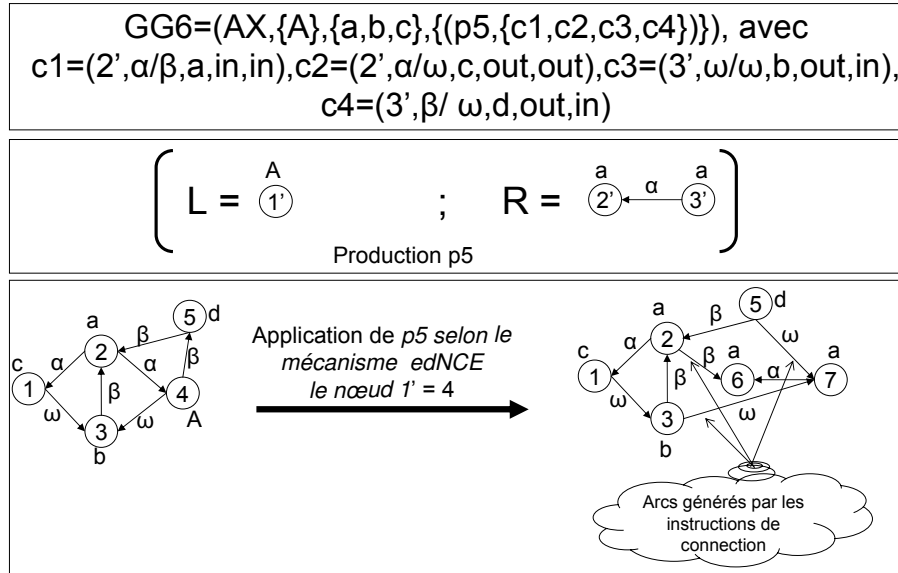 GG6=(AX,{A},{a,b,c},{(p5,{c1,c2,c3,c4})}), avec
c1=(2’,α/β,a,in,in),c2=(2’,α/ω,c,out,out),c3=(3’,ω/ω,b,out,in),
c4=(3’,β/ ω,d,out,in)
A
L = 1’ ; R =
a a
2’ α 3’
Production p5
5 d
a β
2
c α α β
1 4
ω β ω A
3
b
Application de p5 selon le
mécanisme edNCE
le nœud 1’ = 4
5 d
a β
2 ω
c α β a a
1 6 α 7
ω β
3 ω
b
Arcs générés par les
instructions de
connection